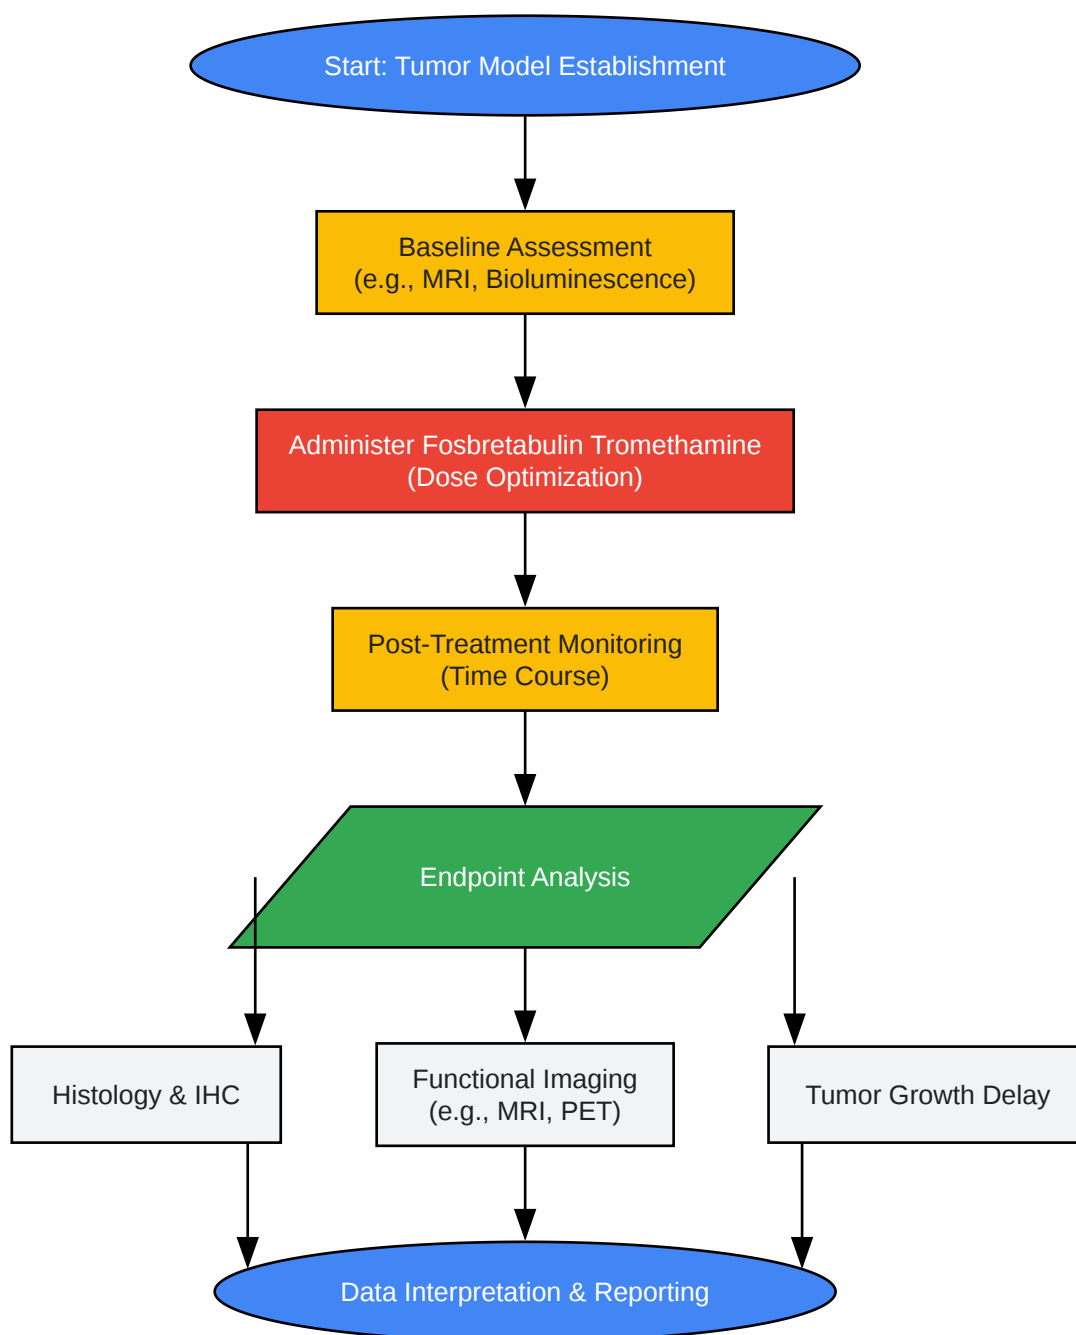 Start: Tumor Model Establishment
Baseline Assessment
(e.g., MRI, Bioluminescence)
Administer Fosbretabulin Tromethamine
(Dose Optimization)
Post-Treatment Monitoring
(Time Course)
Endpoint Analysis
Histology & IHC
Functional Imaging
(e.g., MRI, PET)
Tumor Growth Delay
Data Interpretation & Reporting